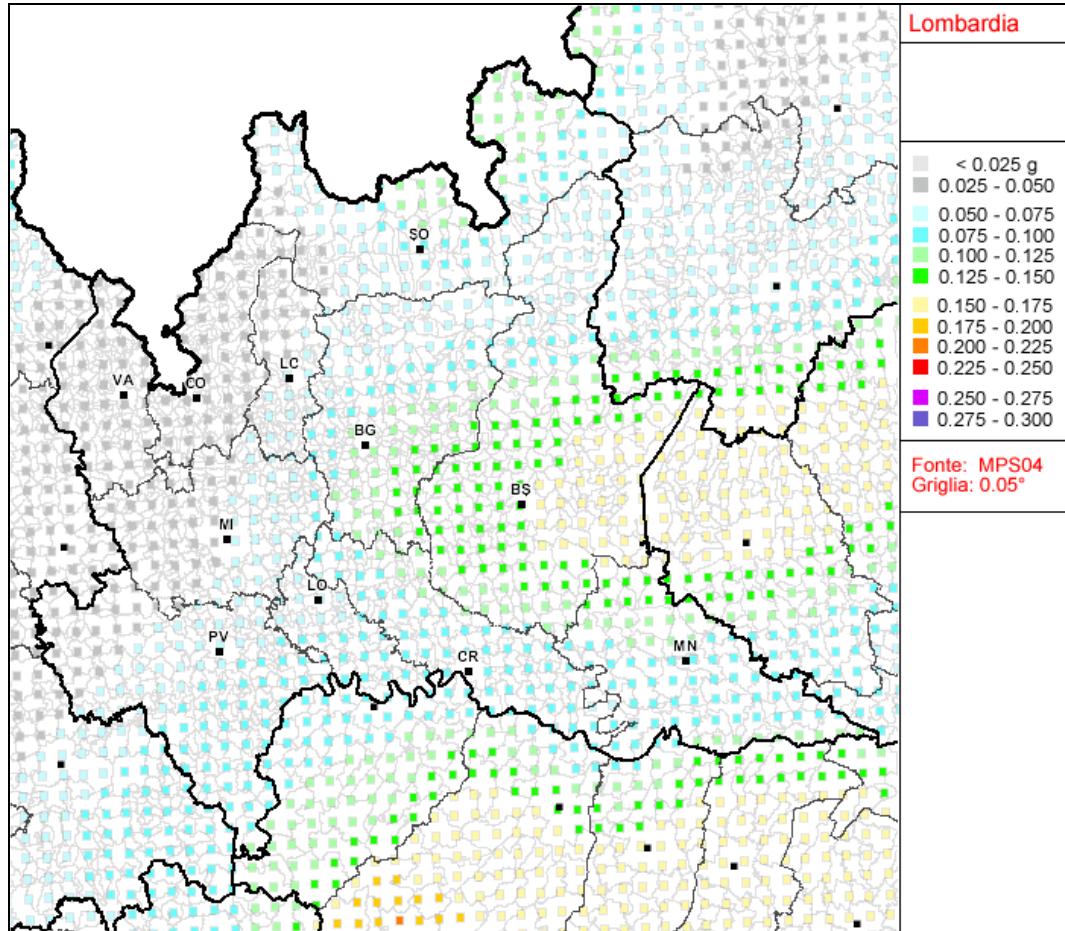 Lombardia
< 0.025 g
0.025 - 0.050
0.050 - 0.075
0.075 - 0.100
0.100 - 0.125
0.125 - 0.150
0.150 - 0.175
0.175 - 0.200
0.200 - 0.225
0.225 - 0.250
0.250 - 0.275
0.275 - 0.300
Fonte: MPS04
Griglia: 0.05°
SO
LC
VA
CO
BG
BS
MI
LO
PV
CR
MN